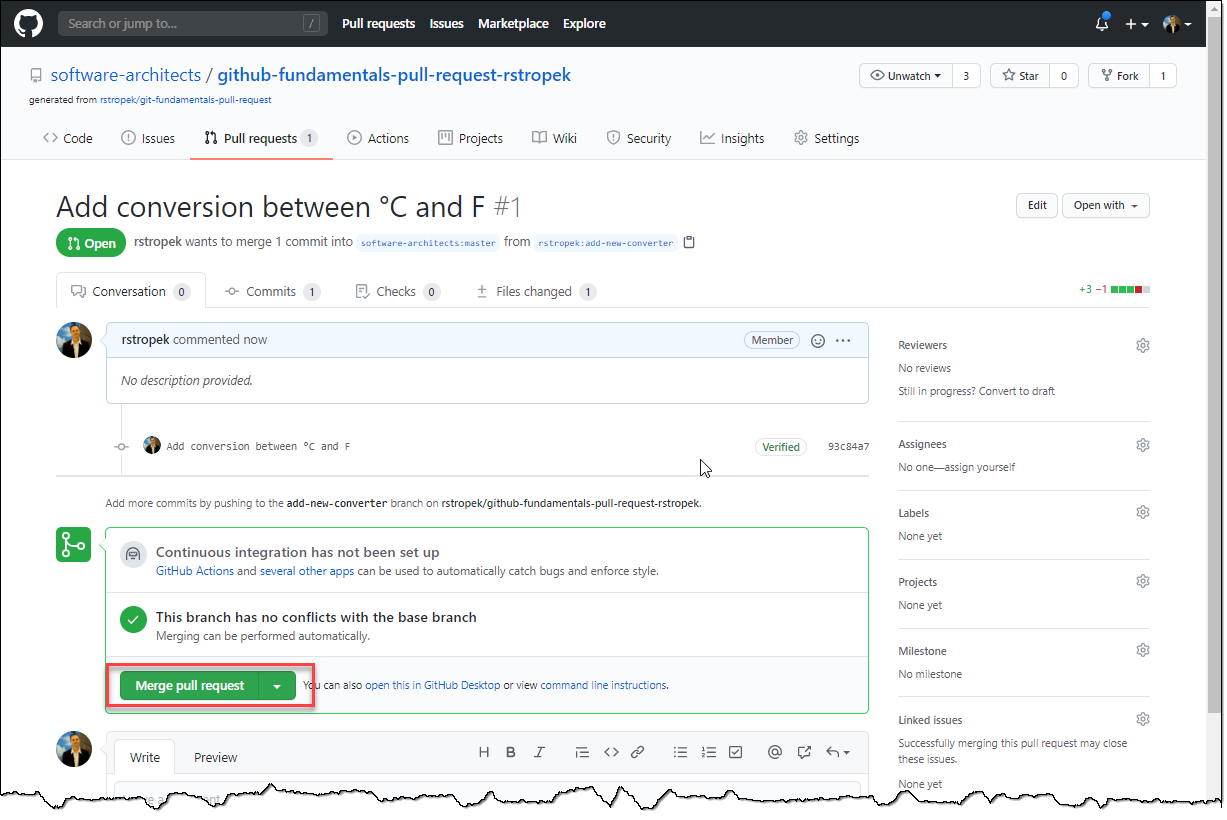 Search or jump to... / Pull requests Issues Marketplace Explore
software-architects / github-fundamentals-pull-request-rstropek Unwatch 3 Star 0 Fork 1
generated from rstropek/git-fundamentals-pull-request
Code Issues Pull requests 1 Actions Projects Wiki Security Insights Settings
Add conversion between °C and F #1 Edit Open with
Open rstropek wants to merge 1 commit into software-architects:master from rstropek:add-new-converter
Conversation 0 Commits 1 Checks 0 Files changed 1 +3 −1
rstropek commented now Member
No description provided.
Add conversion between °C and F Verified 93c84a7
Add more commits by pushing to the add-new-converter branch on rstropek/github-fundamentals-pull-request-rstropek.
Continuous integration has not been set up
GitHub Actions and several other apps can be used to automatically catch bugs and enforce style.
This branch has no conflicts with the base branch
Merging can be performed automatically.
Merge pull request You can also open this in GitHub Desktop or view command line instructions.
Write Preview
Reviewers
No reviews
Still in progress? Convert to draft
Assignees
No one—assign yourself
Labels
None yet
Projects
None yet
Milestone
No milestone
Linked issues
Successfully merging this pull request may close
these issues.
None yet